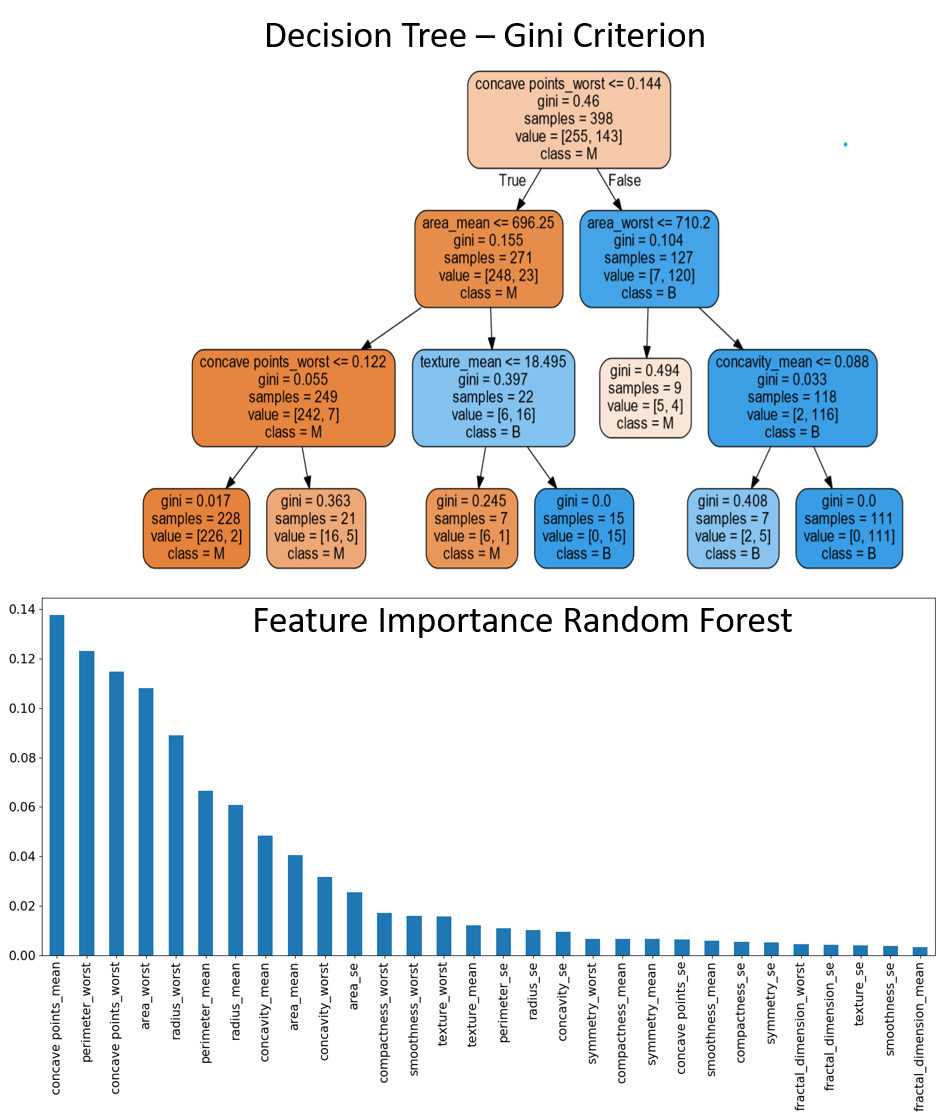 Decision Tree – Gini Criterion
concave points_worst <= 0.144
gini = 0.46
samples = 398
value = [255, 143]
class = M
True
False
area_mean <= 696.25
gini = 0.155
samples = 271
value = [248, 23]
class = M
area_worst <= 710.2
gini = 0.104
samples = 127
value = [7, 120]
class = B
concave points_worst <= 0.122
gini = 0.055
samples = 249
value = [242, 7]
class = M
texture_mean <= 18.495
gini = 0.397
samples = 22
value = [6, 16]
class = B
gini = 0.494
samples = 9
value = [5, 4]
class = M
concavity_mean <= 0.088
gini = 0.033
samples = 118
value = [2, 116]
class = B
gini = 0.017
samples = 228
value = [226, 2]
class = M
gini = 0.363
samples = 21
value = [16, 5]
class = M
gini = 0.245
samples = 7
value = [6, 1]
class = M
gini = 0.0
samples = 15
value = [0, 15]
class = B
gini = 0.408
samples = 7
value = [2, 5]
class = B
gini = 0.0
samples = 111
value = [0, 111]
class = B
Feature Importance Random Forest
0.14
0.12
0.10
0.08
0.06
0.04
0.02
0.00
concave points_mean
perimeter_worst
concave points_worst
area_worst
radius_worst
perimeter_mean
radius_mean
concavity_mean
area_mean
concavity_worst
area_se
compactness_worst
smoothness_worst
texture_worst
texture_mean
perimeter_se
radius_se
concavity_se
symmetry_worst
compactness_mean
symmetry_mean
concave points_se
smoothness_mean
compactness_se
symmetry_se
fractal_dimension_worst
fractal_dimension_se
texture_se
smoothness_se
fractal_dimension_mean